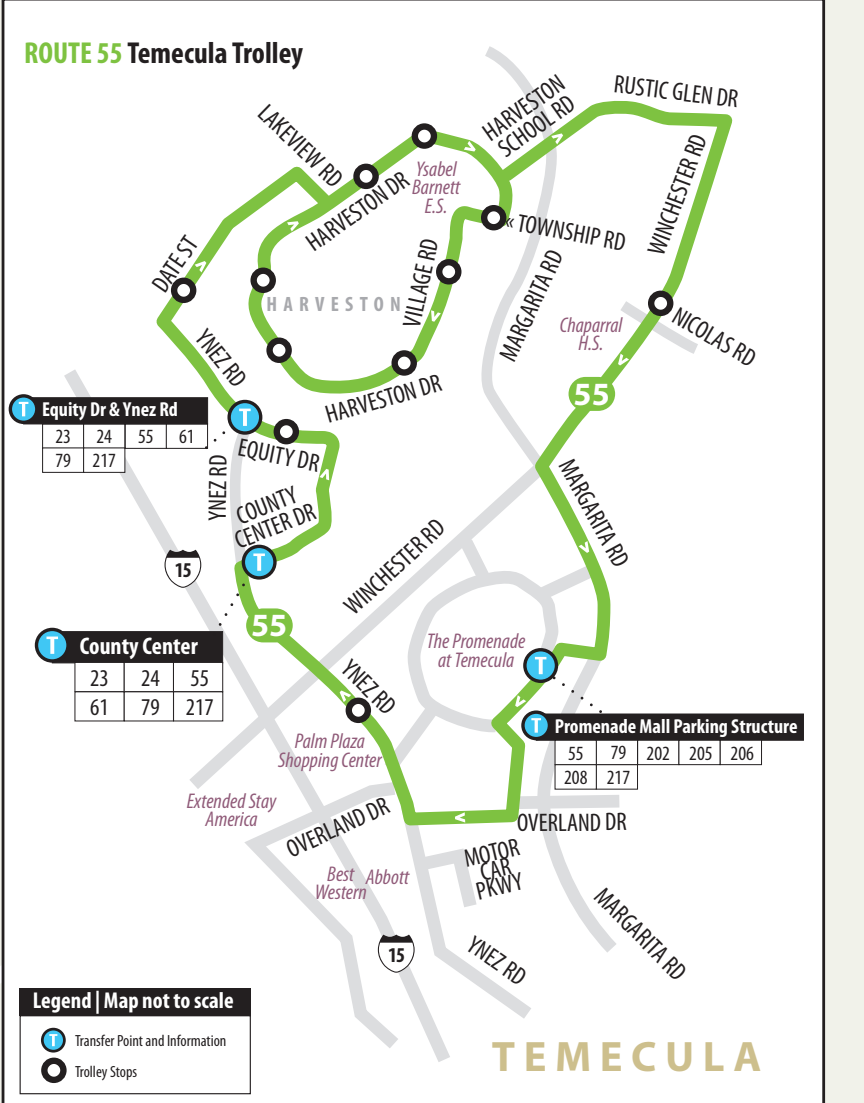 ROUTE 55 Temecula Trolley
RUSTIC GLEN DR
HARVESTON
SCHOOL RD
LAKEVIEW RD
HARVESTON DR
Ysabel
Barnett
E.S.
WINCHESTER RD
« TOWNSHIP RD
DATE ST
VILLAGE RD
MARGARITA RD
HARVESTON
Chaparral
H.S.
NICOLAS RD
YNEZ RD
HARVESTON DR
55
T Equity Dr & Ynez Rd
23 24 55 61
79 217
T
EQUITY DR
YNEZ RD
COUNTY
CENTER DR
MARGARITA RD
WINCHESTER RD
15
T
55
T County Center
23 24 55
61 79 217
The Promenade
at Temecula
T
YNEZ RD
T Promenade Mall Parking Structure
55 79 202 205 206
208 217
Palm Plaza
Shopping Center
Extended Stay
America
OVERLAND DR
OVERLAND DR
MOTOR
CAR
PKWY
Best
Western
Abbott
MARGARITA RD
15
YNEZ RD
Legend | Map not to scale
T Transfer Point and Information
Trolley Stops
TEMECULA